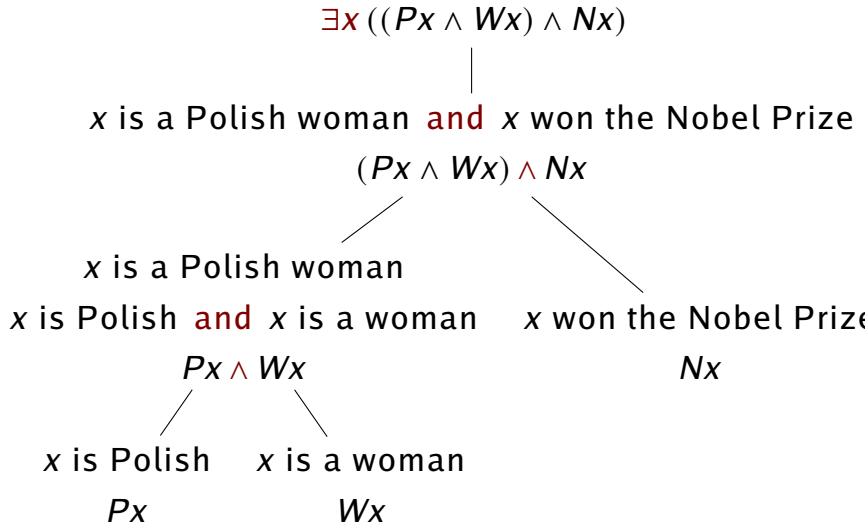 ∃x ((Px ∧ Wx) ∧ Nx)
x is a Polish woman and x won the Nobel Prize
(Px ∧ Wx) ∧ Nx
x is a Polish woman
x is Polish and x is a woman
x won the Nobel Prize
Px ∧ Wx
Nx
x is Polish
x is a woman
Px
Wx